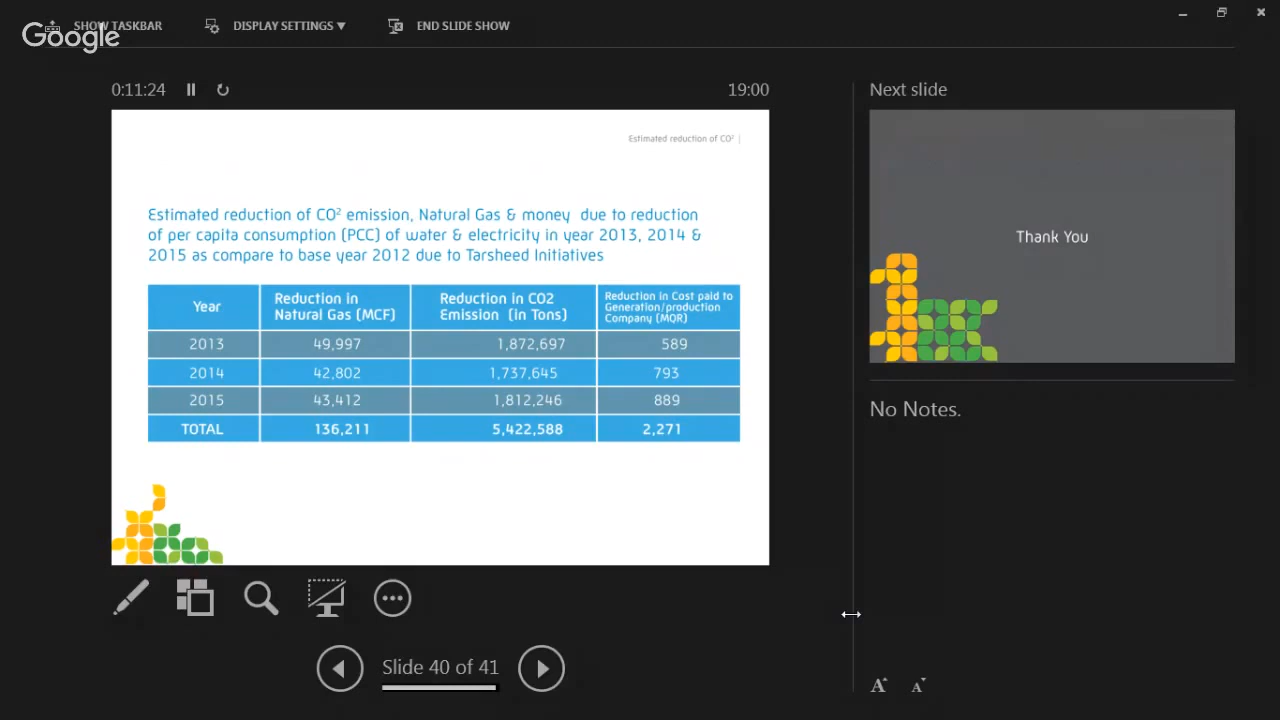 SHOW TASKBAR
DISPLAY SETTINGS ▼
END SLIDE SHOW
Google
0:11:24
19:00
Estimated reduction of CO² |
Estimated reduction of CO² emission, Natural Gas & money due to reduction
of per capita consumption (PCC) of water & electricity in year 2013, 2014 &
2015 as compare to base year 2012 due to Tarsheed Initiatives
Year
Reduction in
Natural Gas (MCF)
Reduction in CO2
Emission (in Tons)
Reduction in Cost paid to
Generation/production
Company (MQR)
2013 49,997 1,872,697 589
2014 42,802 1,737,645 793
2015 43,412 1,812,246 889
TOTAL 136,211 5,422,588 2,271
Slide 40 of 41
Next slide
Thank You
No Notes.
A A